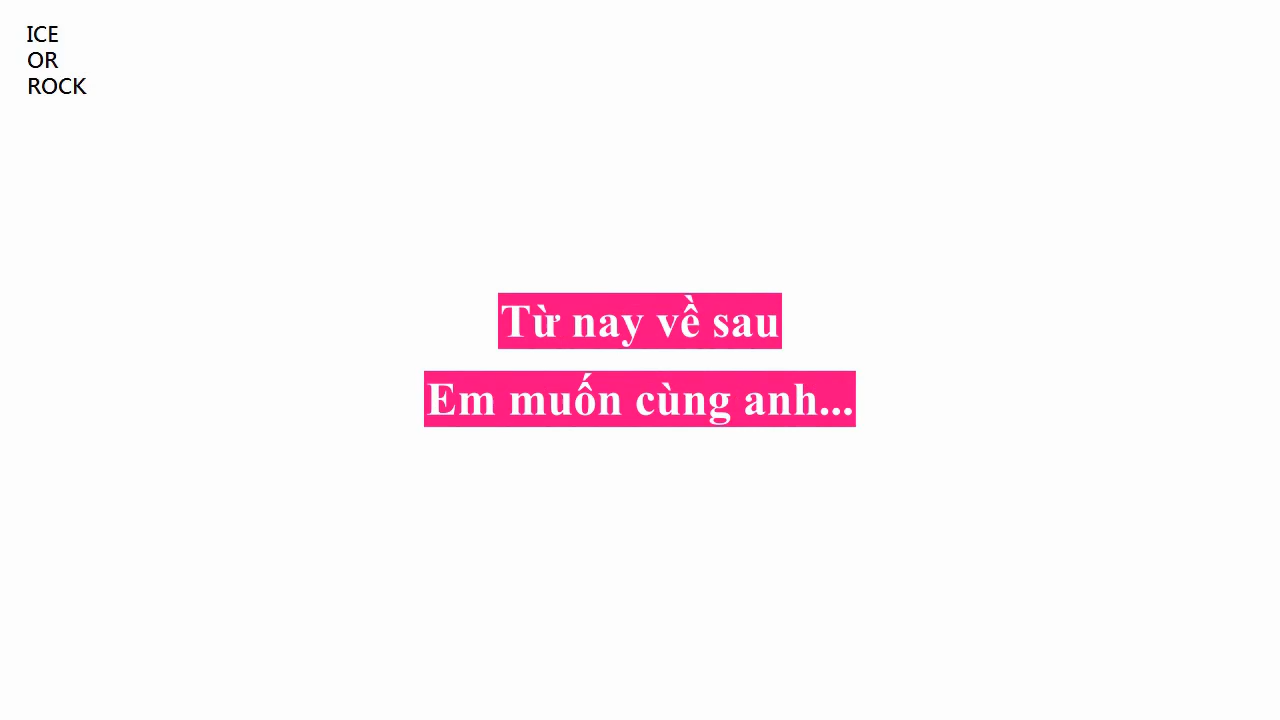 ICE
OR
ROCK
Từ nay về sau
Em muốn cùng anh...